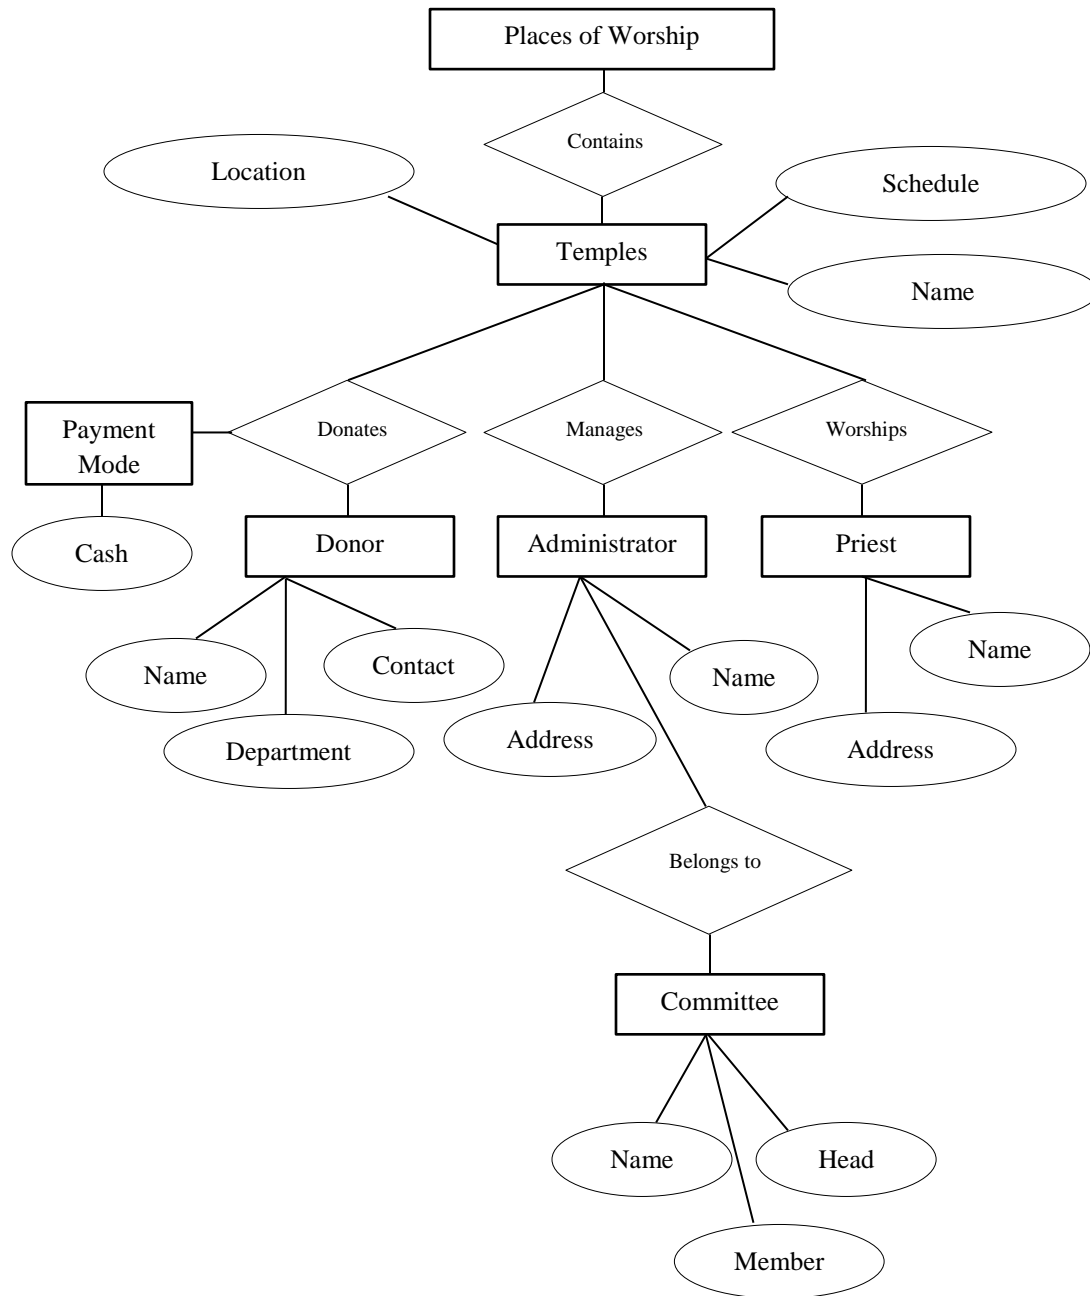 Places of Worship
Contains
Location
Schedule
Temples
Name
Payment
Mode
Donates
Manages
Worships
Cash
Donor
Administrator
Priest
Name
Contact
Name
Name
Department
Address
Address
Belongs to
Committee
Name
Head
Member